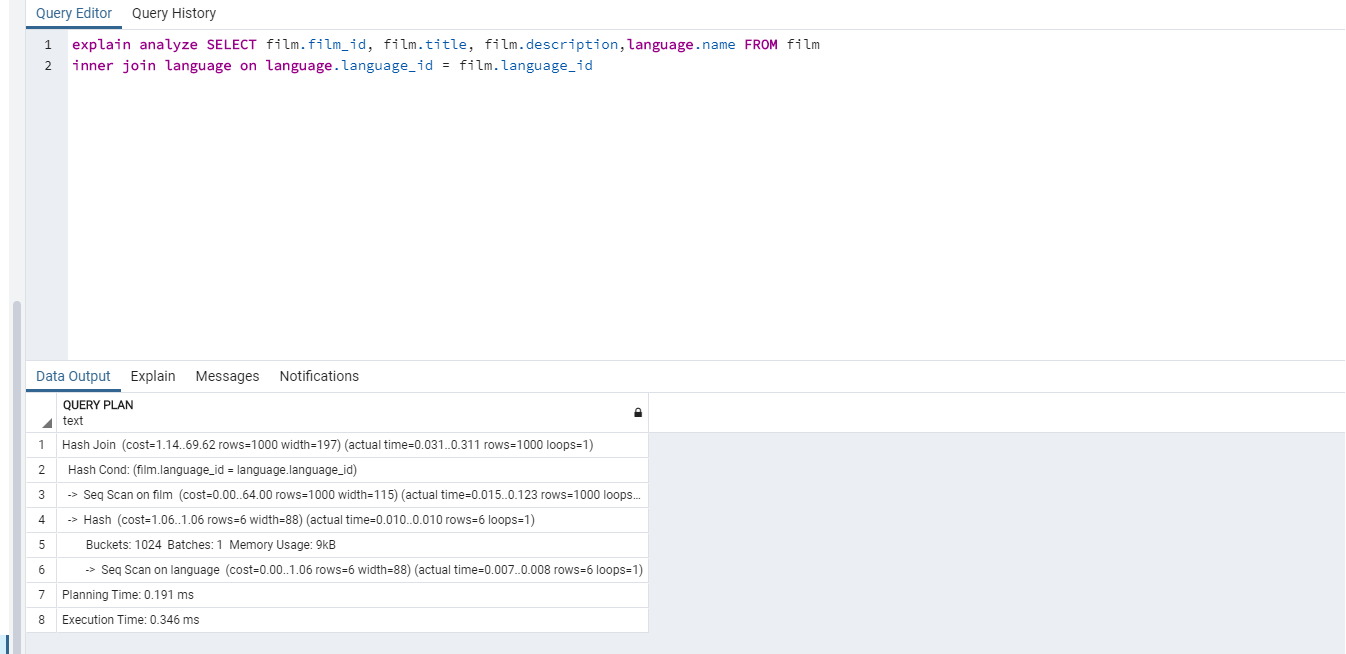 Query Editor Query History
1 explain analyze SELECT film.film_id, film.title, film.description,language.name FROM film
2 inner join language on language.language_id = film.language_id
Data Output Explain Messages Notifications
QUERY PLAN
text
1 Hash Join (cost=1.14..69.62 rows=1000 width=197) (actual time=0.031..0.311 rows=1000 loops=1)
2 Hash Cond: (film.language_id = language.language_id)
3 -> Seq Scan on film (cost=0.00..64.00 rows=1000 width=115) (actual time=0.015..0.123 rows=1000 loops...
4 -> Hash (cost=1.06..1.06 rows=6 width=88) (actual time=0.010..0.010 rows=6 loops=1)
5 Buckets: 1024 Batches: 1 Memory Usage: 9kB
6 -> Seq Scan on language (cost=0.00..1.06 rows=6 width=88) (actual time=0.007..0.008 rows=6 loops=1)
7 Planning Time: 0.191 ms
8 Execution Time: 0.346 ms